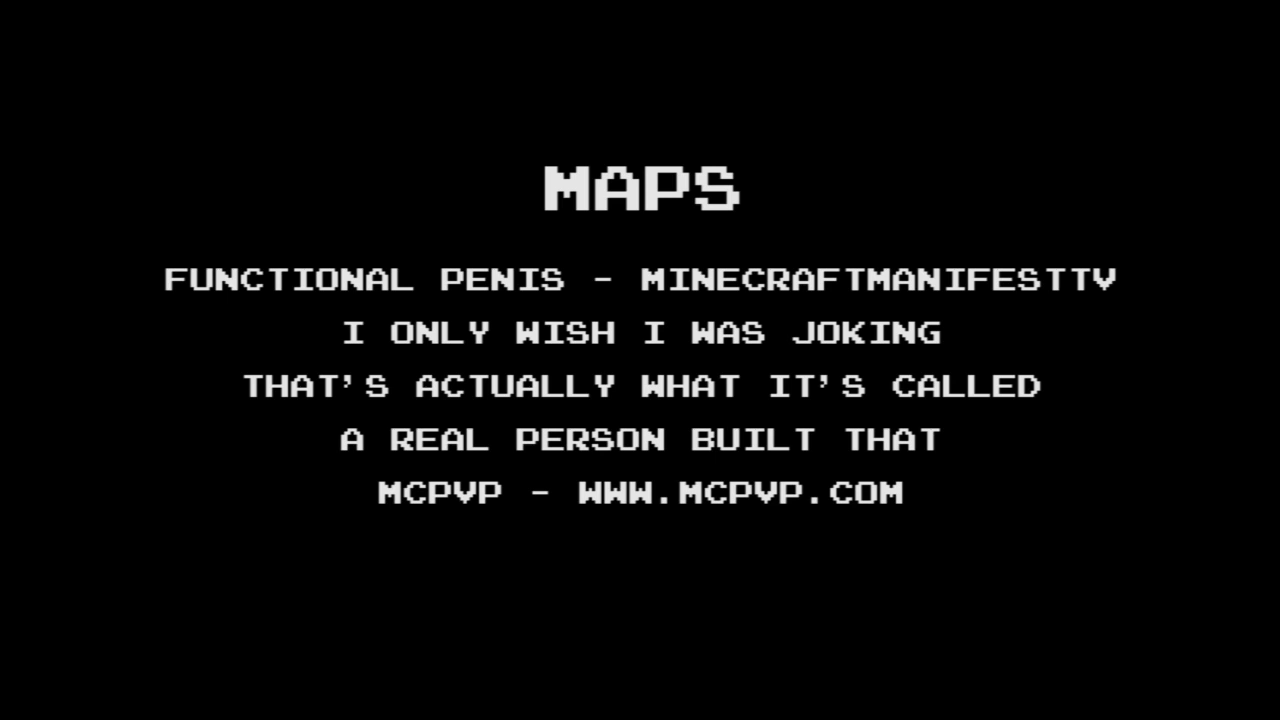 MAPS
FUNCTIONAL PENIS - MINECRAFTMANIFESTTV
I ONLY WISH I WAS JOKING
THAT'S ACTUALLY WHAT IT'S CALLED
A REAL PERSON BUILT THAT
MCPVP - WWW.MCPVP.COM